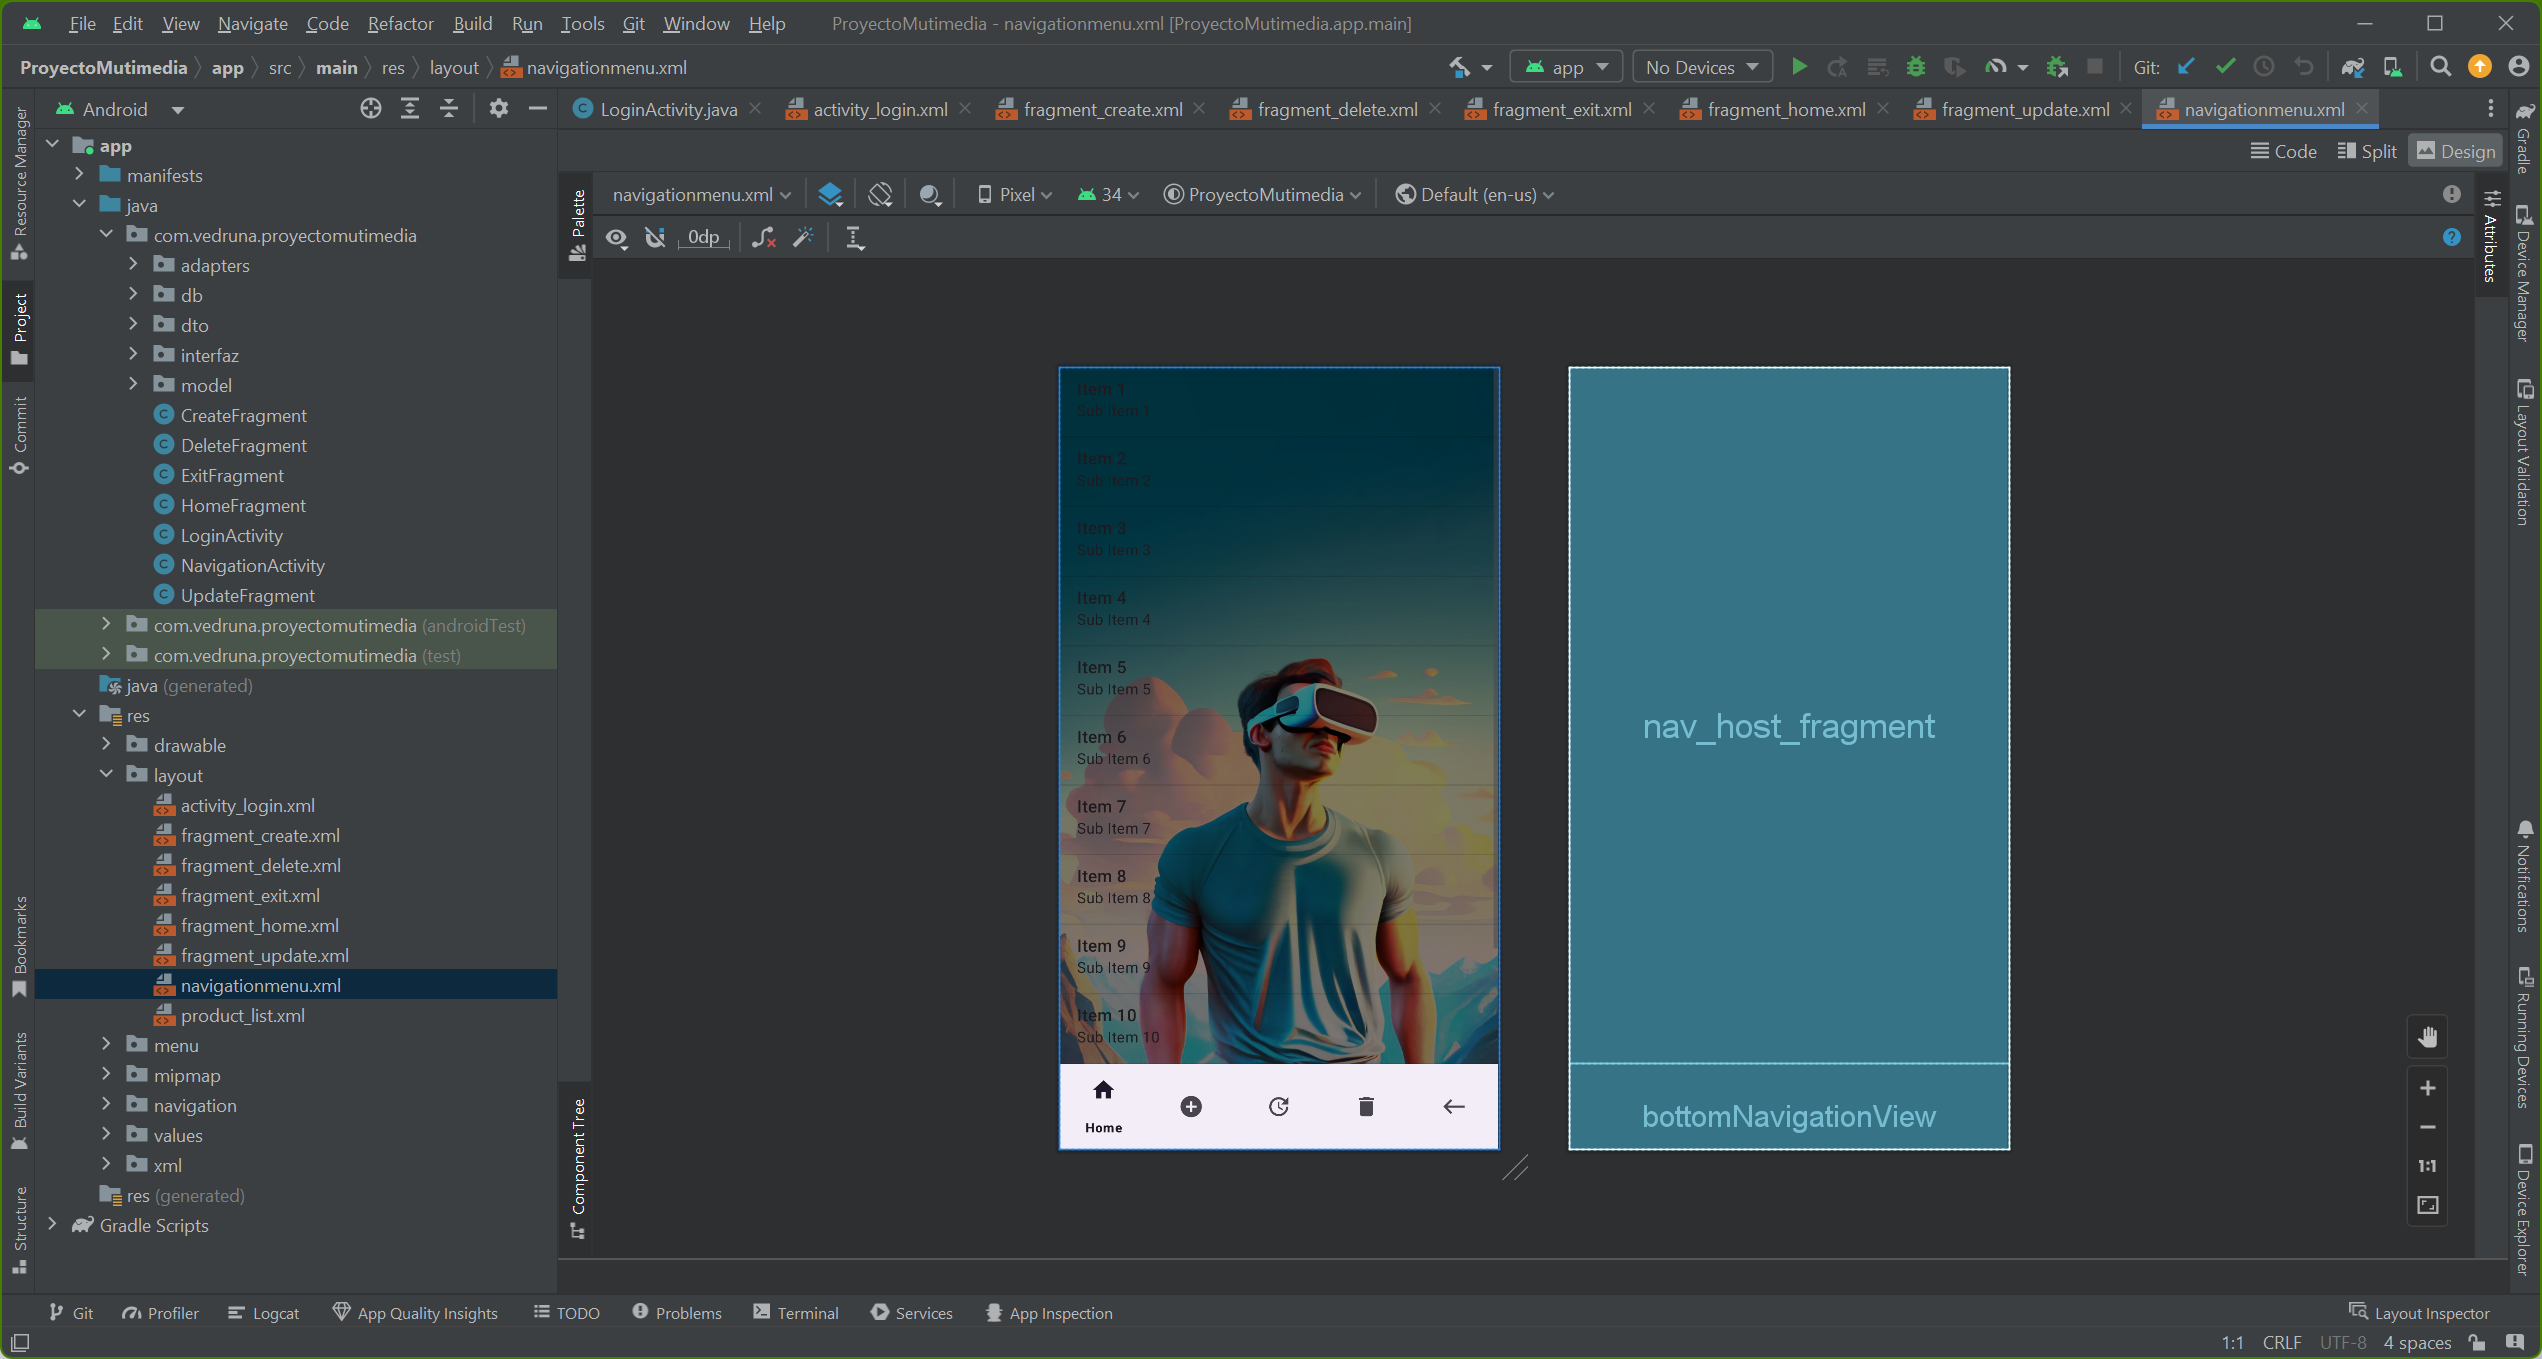 File Edit View Navigate Code Refactor Build Run Tools Git Window Help ProyectoMutimedia - navigationmenu.xml [ProyectoMutimedia.app.main]
ProyectoMutimedia app src main res layout navigationmenu.xml app No Devices Git:
Android LoginActivity.java activity_login.xml fragment_create.xml fragment_delete.xml fragment_exit.xml fragment_home.xml fragment_update.xml navigationmenu.xml
Code Split Design
navigationmenu.xml Pixel 34 ProyectoMutimedia Default (en-us)
0dp
app
manifests
java
com.vedruna.proyectomutimedia
adapters
db
dto
interfaz
model
CreateFragment
DeleteFragment
ExitFragment
HomeFragment
LoginActivity
NavigationActivity
UpdateFragment
com.vedruna.proyectomutimedia (androidTest)
com.vedruna.proyectomutimedia (test)
java (generated)
res
drawable
layout
activity_login.xml
fragment_create.xml
fragment_delete.xml
fragment_exit.xml
fragment_home.xml
fragment_update.xml
navigationmenu.xml
product_list.xml
menu
mipmap
navigation
values
xml
res (generated)
Gradle Scripts
Resource Manager
Project
Commit
Bookmarks
Build Variants
Structure
Palette
Component Tree
Item 1
Sub Item 1
Item 2
Sub Item 2
Item 3
Sub Item 3
Item 4
Sub Item 4
Item 5
Sub Item 5
Item 6
Sub Item 6
Item 7
Sub Item 7
Item 8
Sub Item 8
Item 9
Sub Item 9
Item 10
Sub Item 10
Home
nav_host_fragment
bottomNavigationView
1:1
Attributes
Gradle
Device Manager
Layout Validation
Notifications
Running Devices
Device Explorer
Git Profiler Logcat App Quality Insights TODO Problems Terminal Services App Inspection Layout Inspector
1:1 CRLF UTF-8 4 spaces